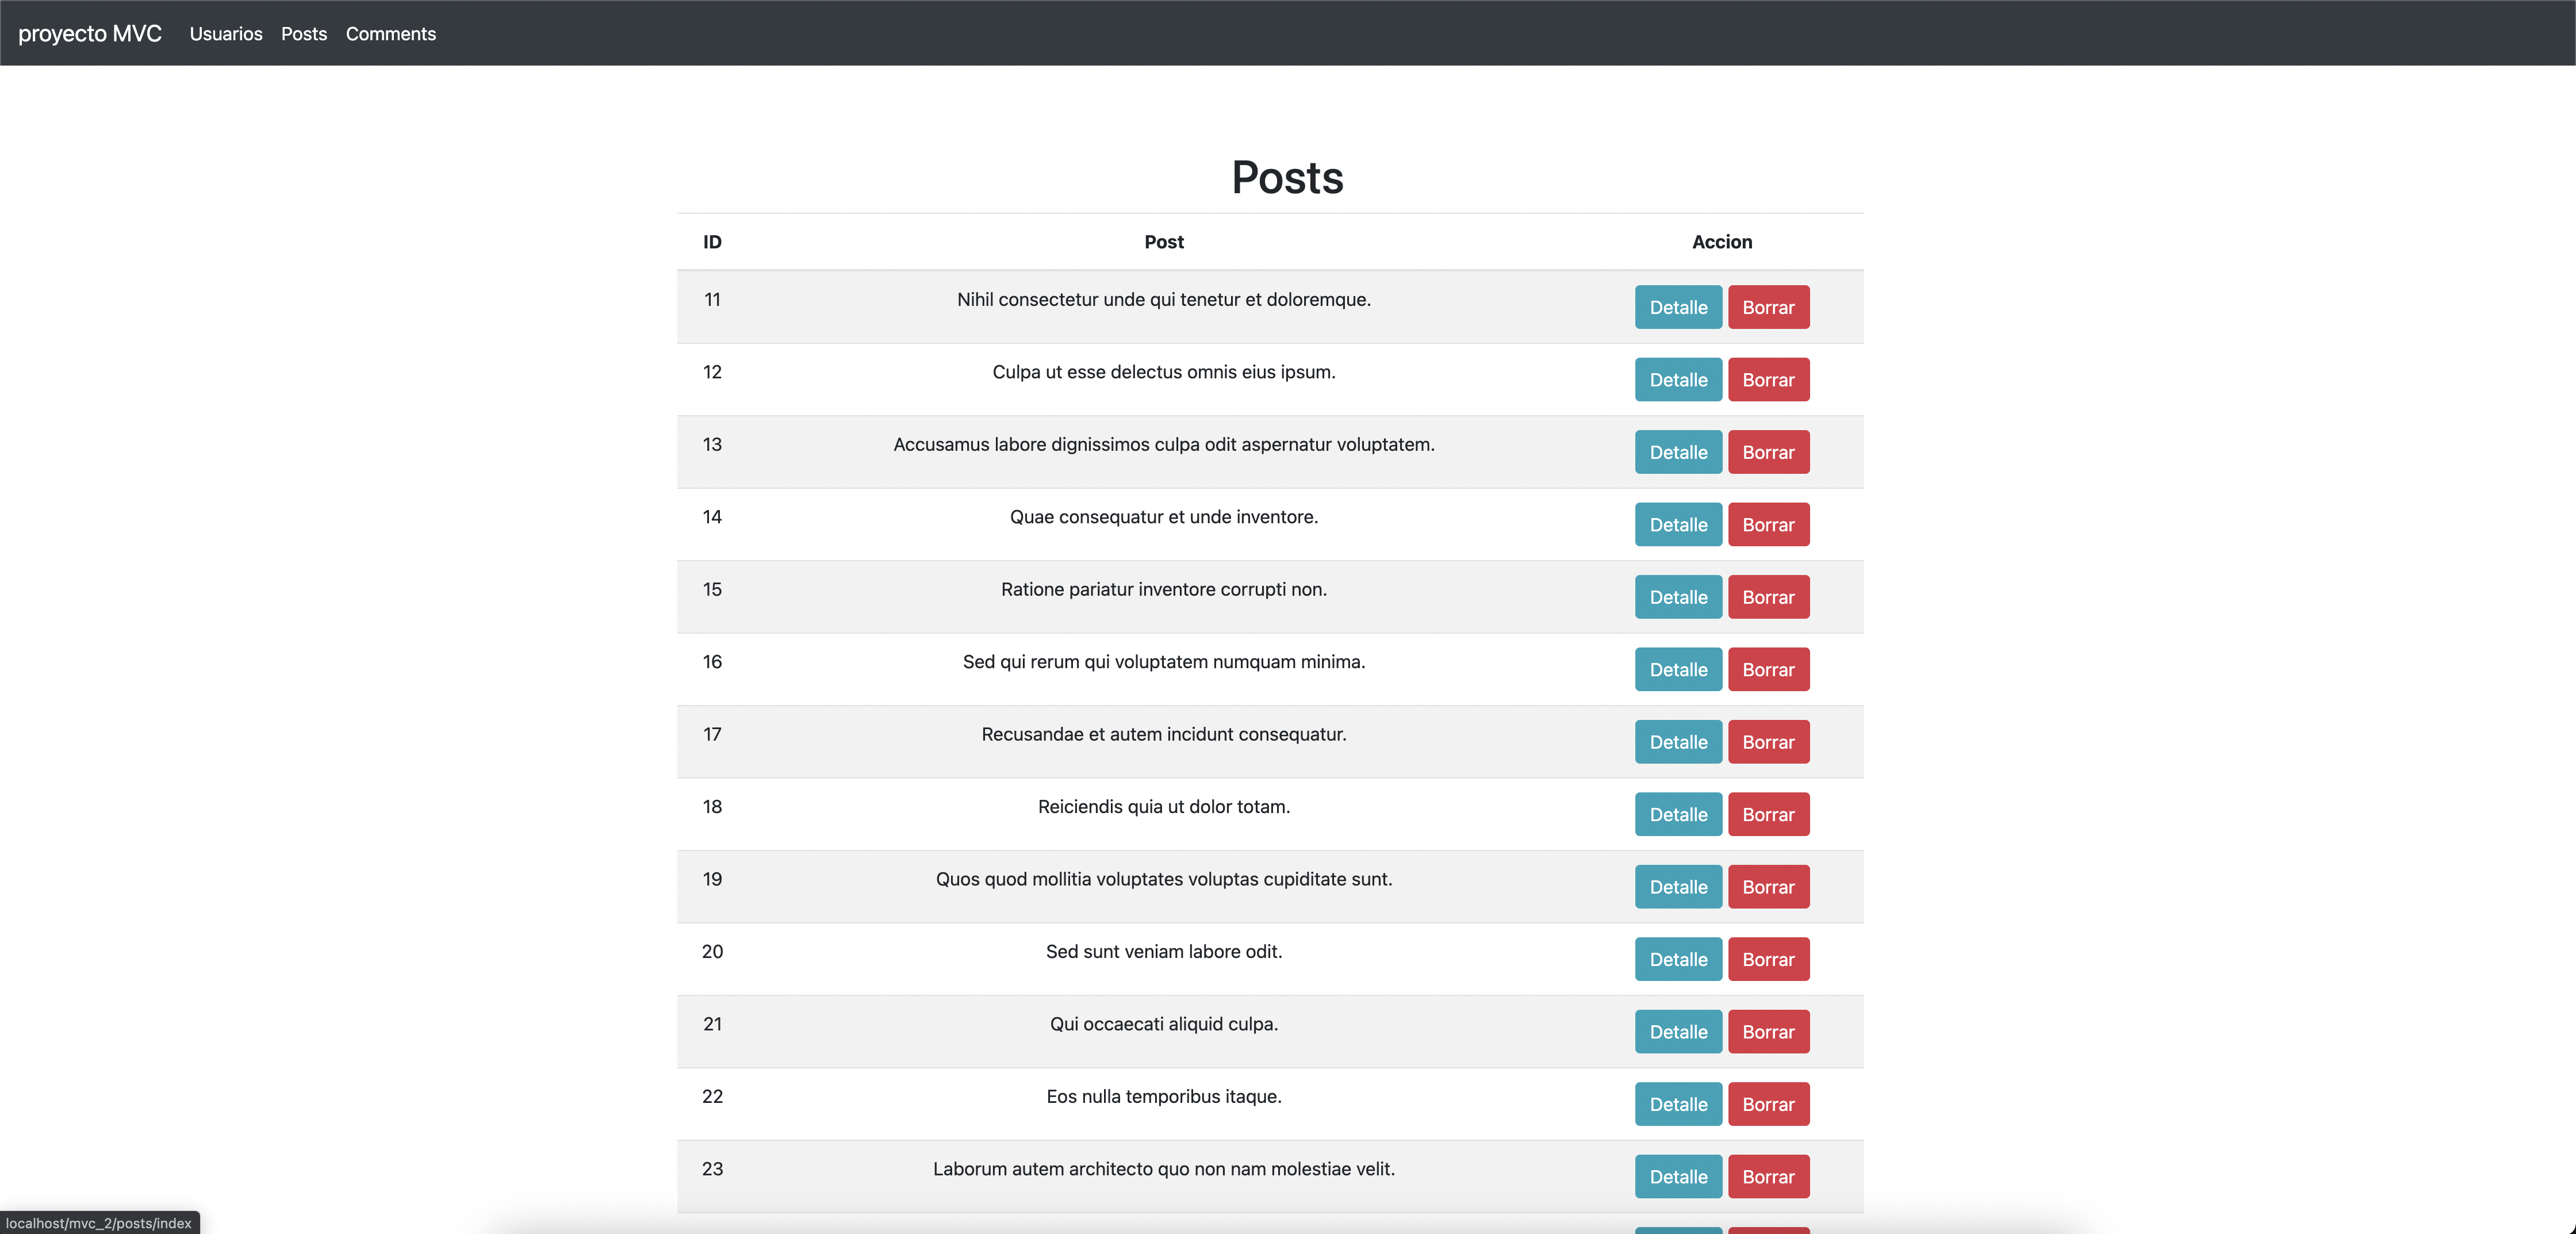 proyecto MVC Usuarios Posts Comments
Posts
ID Post Accion
11 Nihil consectetur unde qui tenetur et doloremque. Detalle Borrar
12 Culpa ut esse delectus omnis eius ipsum. Detalle Borrar
13 Accusamus labore dignissimos culpa odit aspernatur voluptatem. Detalle Borrar
14 Quae consequatur et unde inventore. Detalle Borrar
15 Ratione pariatur inventore corrupti non. Detalle Borrar
16 Sed qui rerum qui voluptatem numquam minima. Detalle Borrar
17 Recusandae et autem incidunt consequatur. Detalle Borrar
18 Reiciendis quia ut dolor totam. Detalle Borrar
19 Quos quod mollitia voluptates voluptas cupiditate sunt. Detalle Borrar
20 Sed sunt veniam labore odit. Detalle Borrar
21 Qui occaecati aliquid culpa. Detalle Borrar
22 Eos nulla temporibus itaque. Detalle Borrar
23 Laborum autem architecto quo non nam molestiae velit. Detalle Borrar
localhost/mvc_2/posts/index